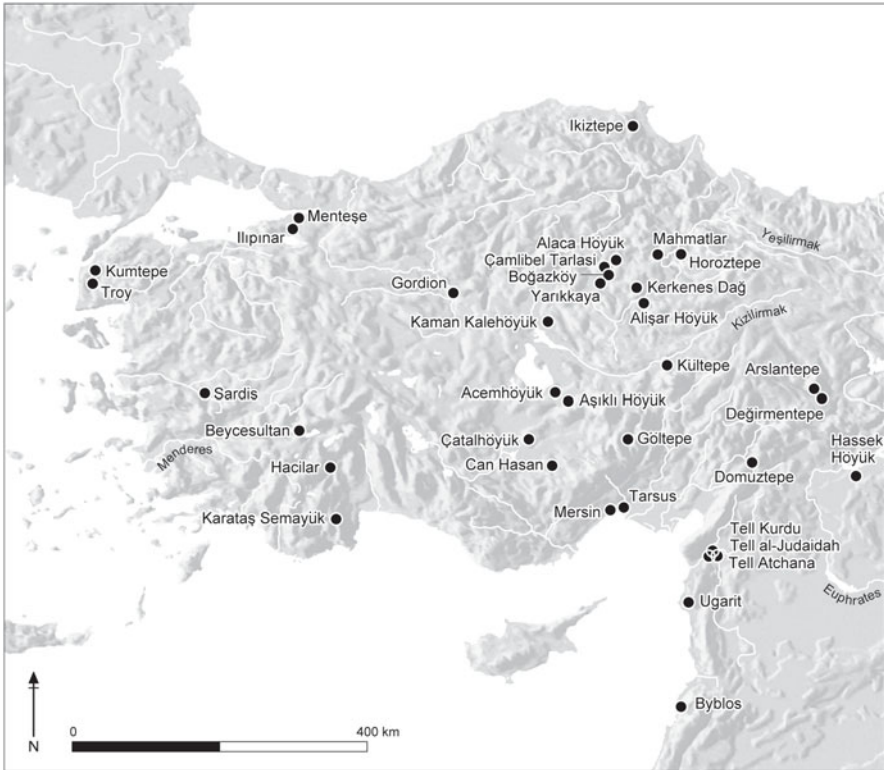 Ikiztepe
Menteşe
Ilıpınar
Alaca Höyük
Mahmatlar
Yeşilirmak
Çamlıbel Tarlasi
Horoztepe
Boğazköy
Kumtepe
Troy
Gordion
Yarıkkaya
Kerkenes Dağ
Alişar Höyük
Kaman Kalehöyük
Kizilirmak
Kültepe
Arslantepe
Sardis
Acemhöyük
Aşıklı Höyük
Değirmentepe
Beycesultan
Çatalhöyük
Göltepe
Hassek
Höyük
Menderes
Hacilar
Can Hasan
Domuztepe
Karataş Semayük
Mersin
Tarsus
Tell Kurdu
Tell al-Judaidah
Tell Atchana
Euphrates
Ugarit
Byblos
N
0
400 km